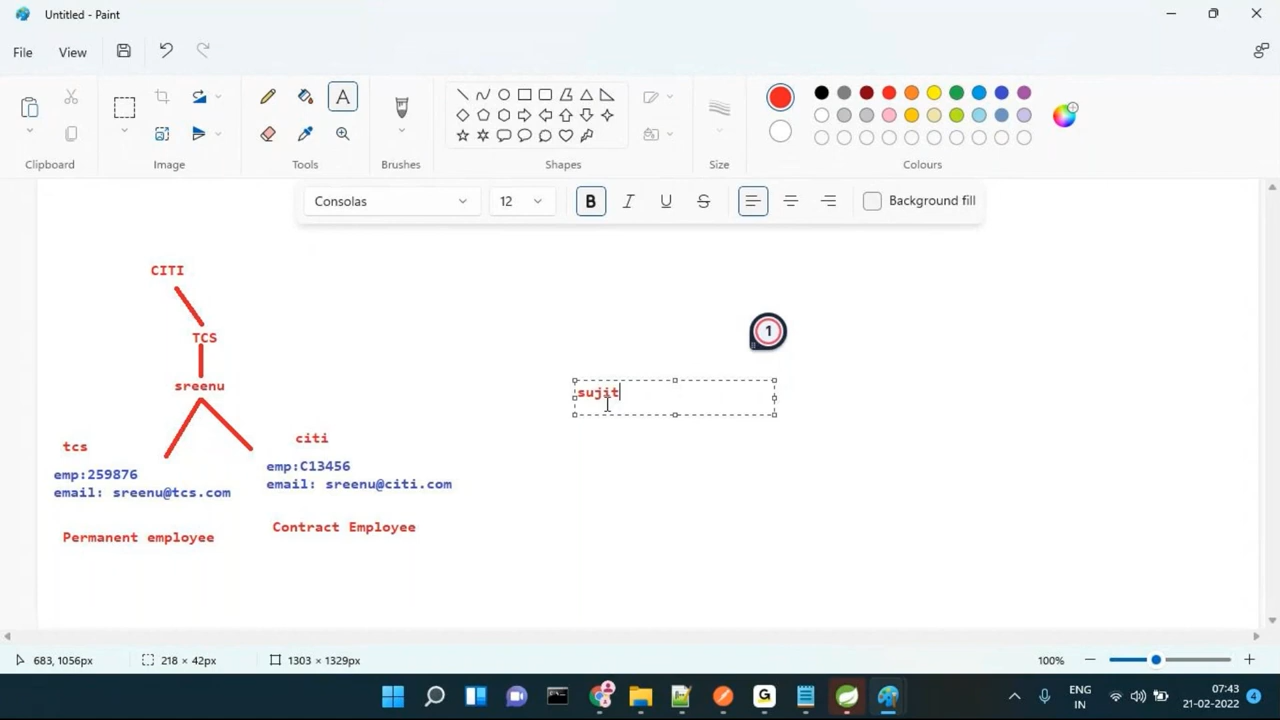 Untitled - Paint
File
View
Clipboard
Image
Tools
Brushes
Shapes
Size
Colours
Consolas
12
B
I
U
S
Background fill
CITI
TCS
sreenu
tcs
emp:259876
email: sreenu@tcs.com
Permanent employee
citi
emp:C13456
email: sreenu@citi.com
Contract Employee
1
sujit
683, 1056px
218 × 42px
1303 × 1329px
100%
ENG
IN
07:43
21-02-2022
4